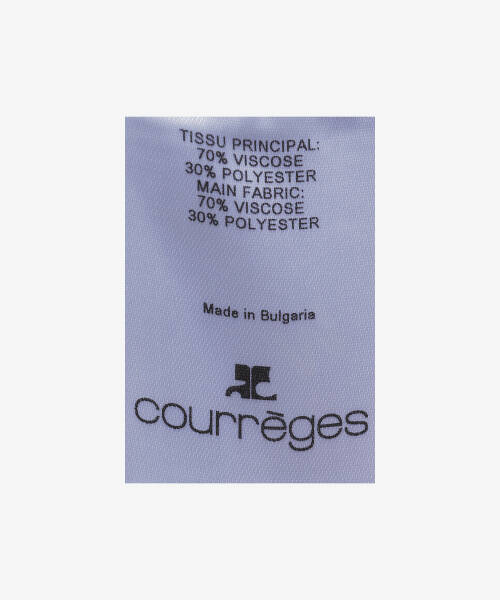 TISSU PRINCIPAL:
70% VISCOSE
30% POLYESTER
MAIN FABRIC:
70% VISCOSE
30% POLYESTER
Made in Bulgaria
courrèges